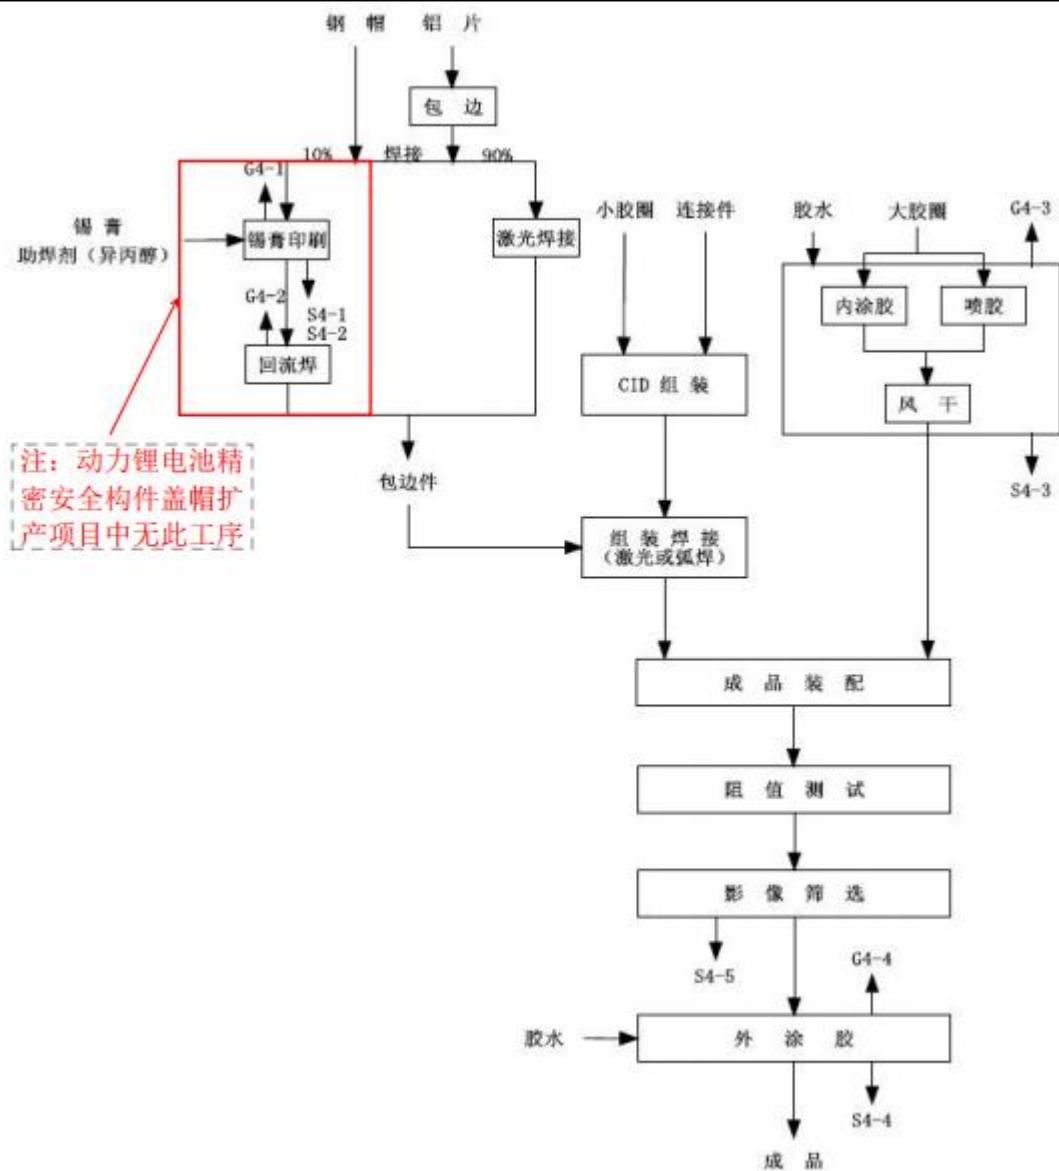 钢 帽
铝 片
包 边
10%
焊接
90%
G4-1
锡 膏
助焊剂（异丙醇）
锡膏印刷
激光焊接
G4-2
S4-1
S4-2
回流焊
小胶圈
连接件
胶水
大胶圈
G4-3
内涂胶
喷胶
CID 组 装
风 干
注：动力锂电池精
密安全构件盖帽扩
产项目中无此工序
包边件
S4-3
组 装 焊 接
（激光或弧焊）
成 品 装 配
阻 值 测 试
影 像 筛 选
S4-5
G4-4
胶水
外 涂 胶
S4-4
成 品